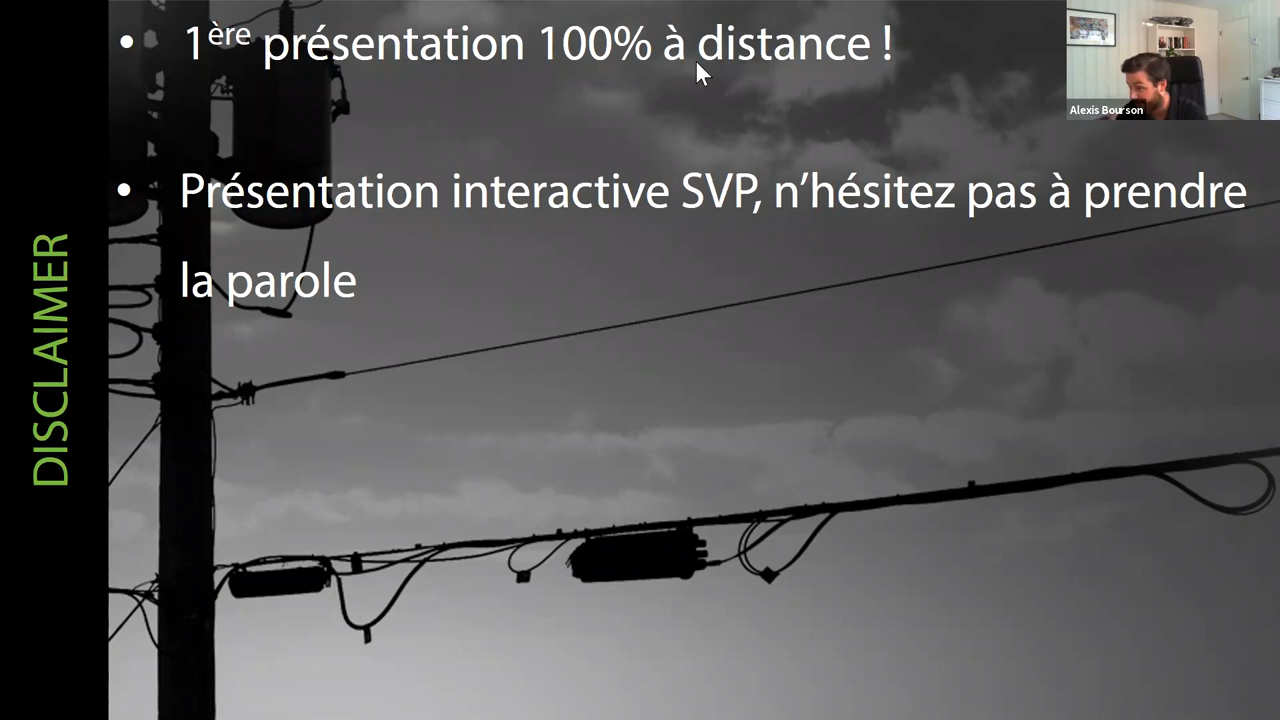 DISCLAIMER
• 1ère présentation 100% à distance !
• Présentation interactive SVP, n’hésitez pas à prendre
la parole
Alexis Bourson